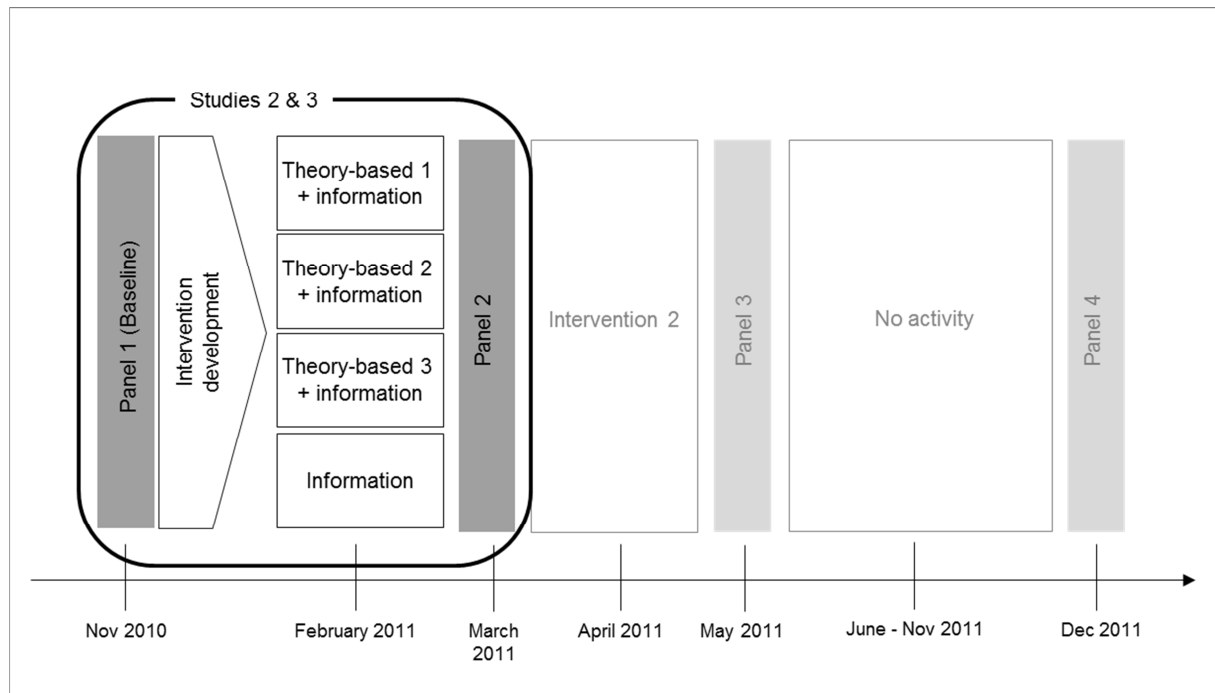 Studies 2 & 3
Panel 1 (Baseline)
Intervention
development
Theory-based 1
+ information
Theory-based 2
+ information
Theory-based 3
+ information
Information
Panel 2
Intervention 2
Panel 3
No activity
Panel 4
Nov 2010
February 2011
March
2011
April 2011
May 2011
June - Nov 2011
Dec 2011